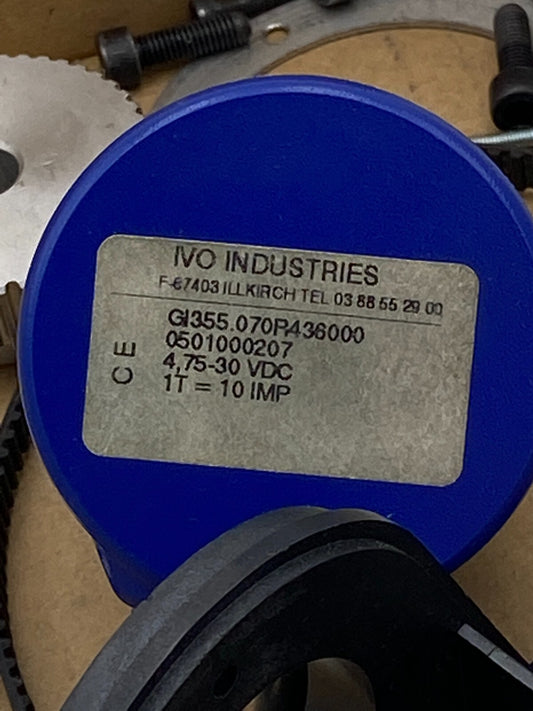 IVO INDUSTRIES
F-67403 ILLKIRCH TEL 03 88 55 29 00
GI355.070R436000
0501000207
4,75-30 VDC
1T = 10 IMP
CE